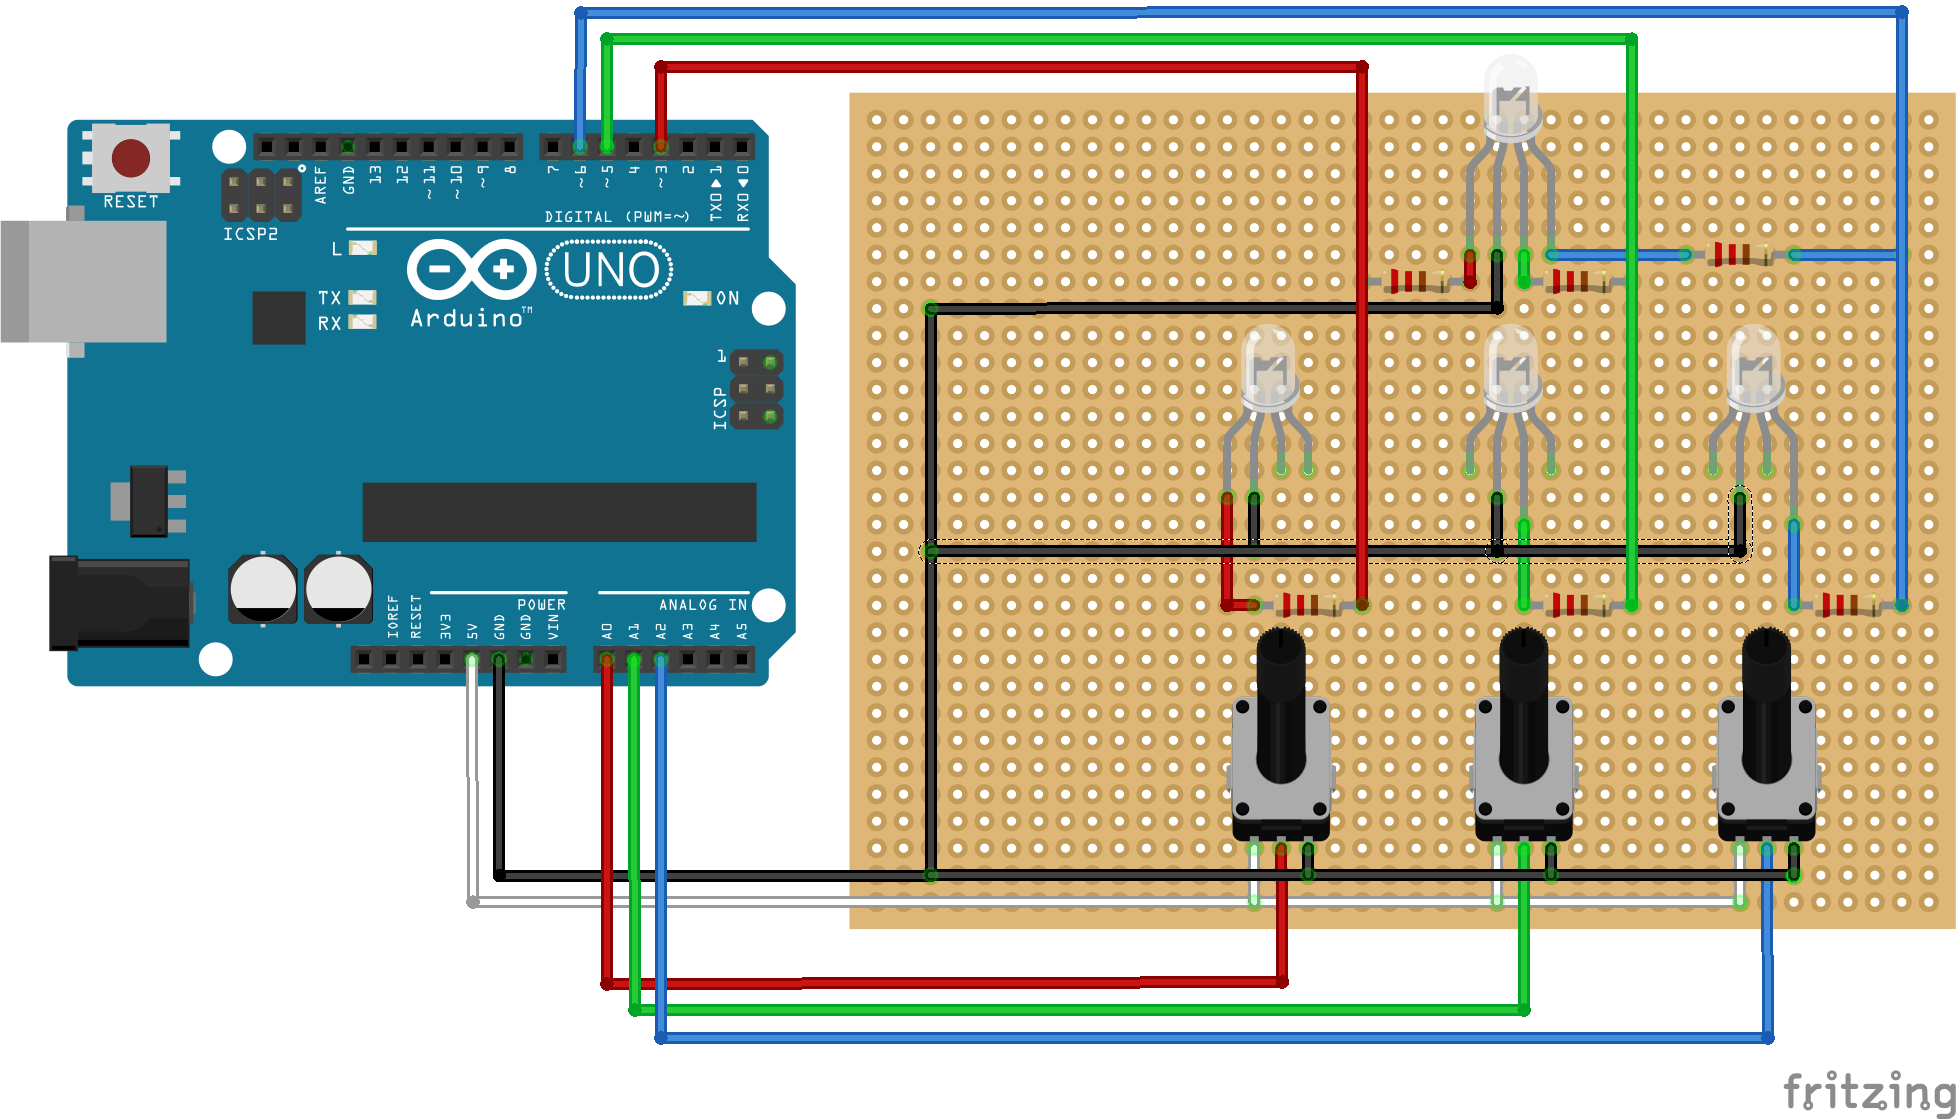 RESET
ICSP2
AREF
GND
13
12
~11
~10
~9
8
7
~6
~5
4
~3
2
TX0▶1
RX0◀0
DIGITAL (PWM=~)
L
TX
RX
UNO
Arduino™
ON
1
ICSP
POWER
ANALOG IN
IOREF
RESET
3V3
5V
GND
GND
VIN
A0
A1
A2
A3
A4
A5
fritzing